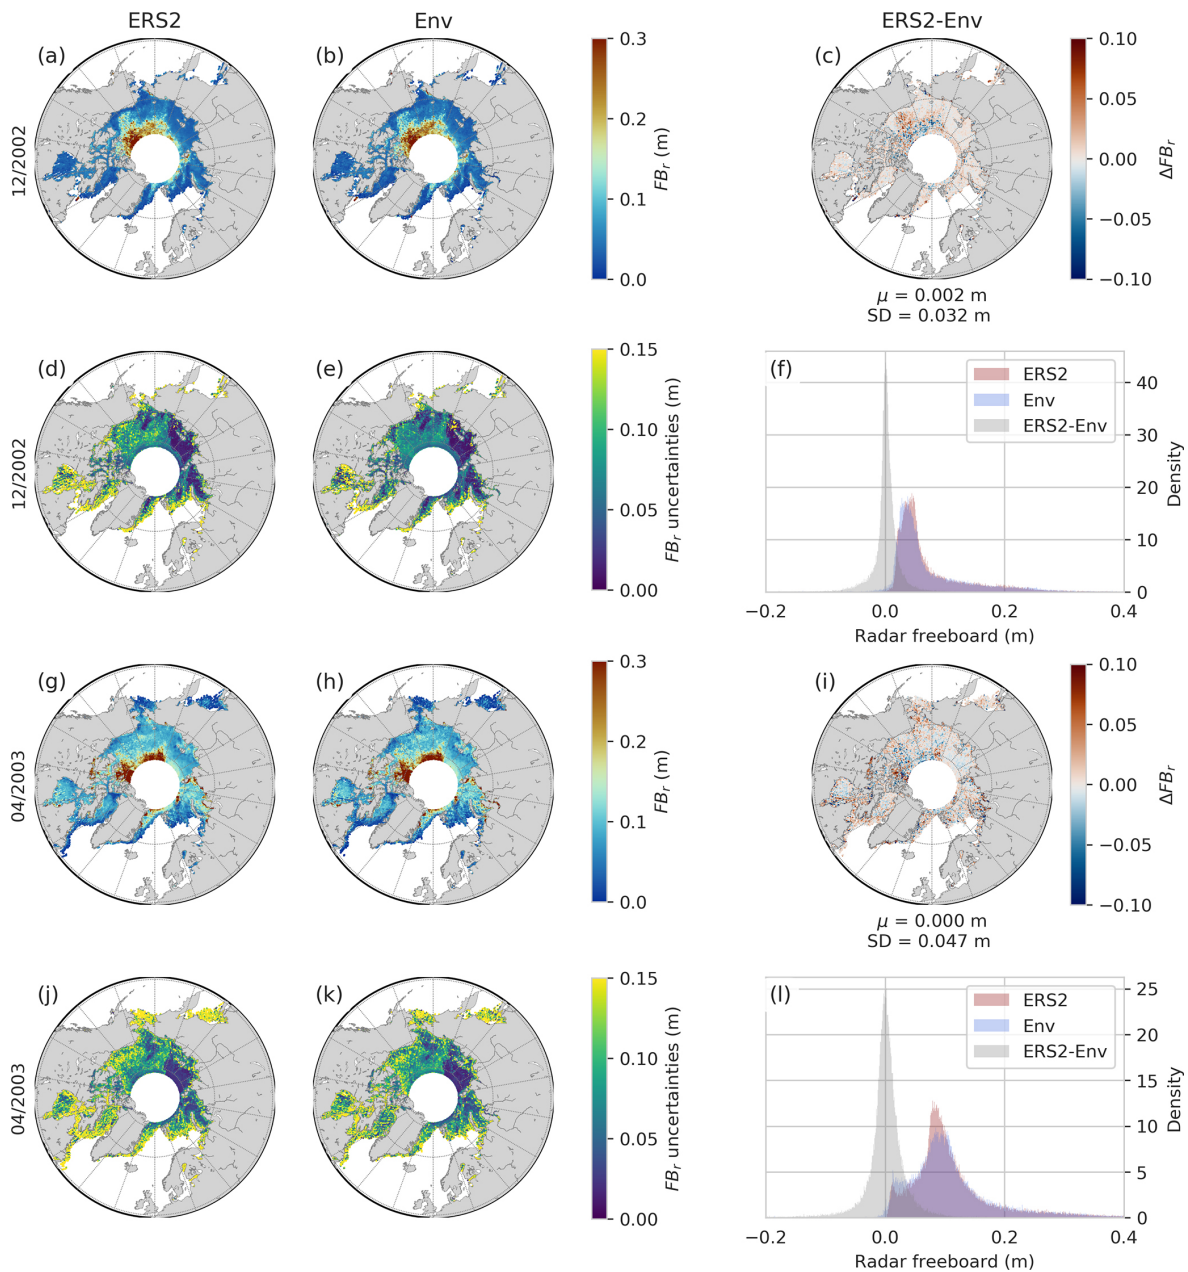 ERS2
Env
ERS2-Env
12/2002
(a)
(b)
0.3
0.2
0.1
0.0
FB_r (m)
(c)
0.10
0.05
0.00
−0.05
−0.10
ΔFB_r
μ = 0.002 m
SD = 0.032 m
12/2002
(d)
(e)
0.15
0.10
0.05
0.00
FB_r uncertainties (m)
(f)
ERS2
Env
ERS2-Env
40
30
20
10
0
Density
−0.2
0.0
0.2
0.4
Radar freeboard (m)
04/2003
(g)
(h)
0.3
0.2
0.1
0.0
FB_r (m)
(i)
0.10
0.05
0.00
−0.05
−0.10
ΔFB_r
μ = 0.000 m
SD = 0.047 m
04/2003
(j)
(k)
0.15
0.10
0.05
0.00
FB_r uncertainties (m)
(l)
ERS2
Env
ERS2-Env
25
20
15
10
5
0
Density
−0.2
0.0
0.2
0.4
Radar freeboard (m)